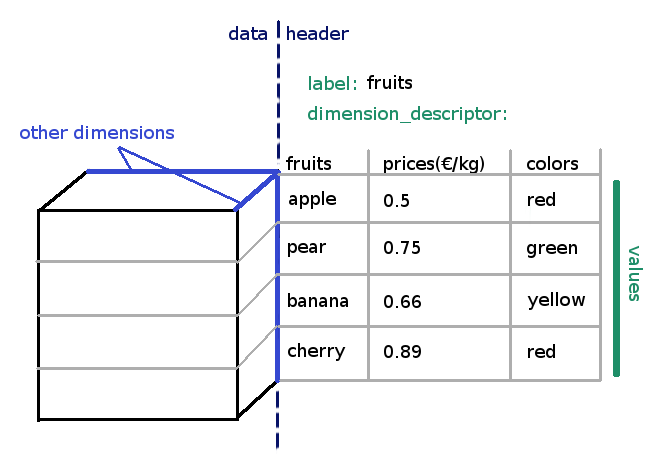 data header
label: fruits
dimension_descriptor:
other dimensions
fruits prices(€/kg) colors
apple 0.5 red
pear 0.75 green
banana 0.66 yellow
cherry 0.89 red
values